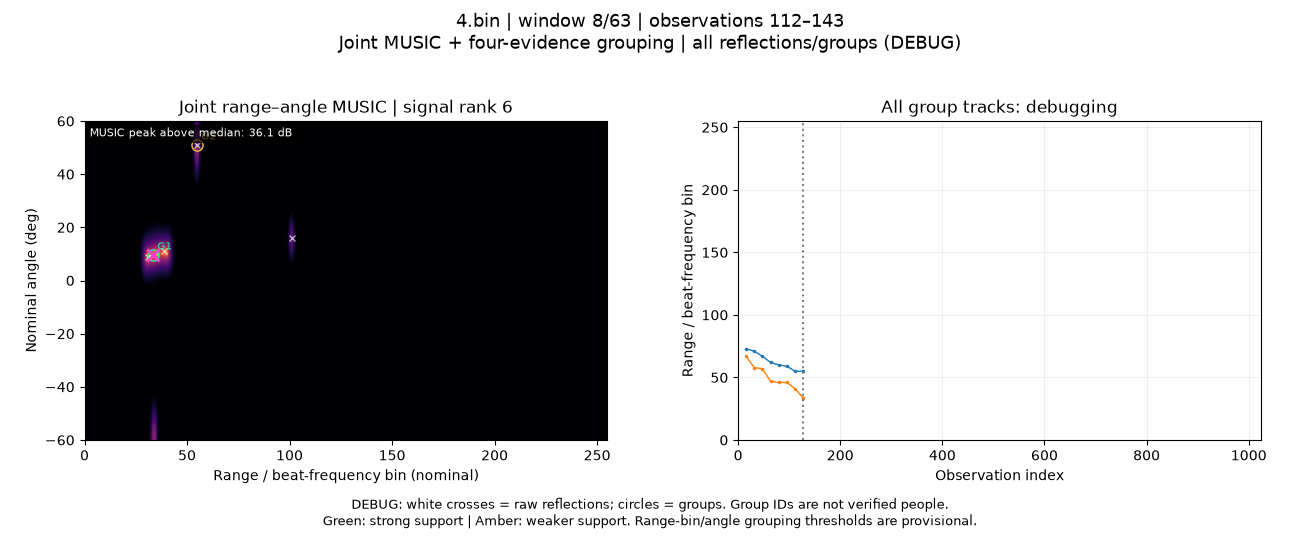 4.bin | window 8/63 | observations 112–143
Joint MUSIC + four-evidence grouping | all reflections/groups (DEBUG)
Joint range–angle MUSIC | signal rank 6
MUSIC peak above median: 36.1 dB
G1
60
40
20
0
−20
−40
−60
Nominal angle (deg)
0
50
100
150
200
250
Range / beat-frequency bin (nominal)
All group tracks: debugging
250
200
150
100
50
0
Range / beat-frequency bin
0
200
400
600
800
1000
Observation index
DEBUG: white crosses = raw reflections; circles = groups. Group IDs are not verified people.
Green: strong support | Amber: weaker support. Range-bin/angle grouping thresholds are provisional.